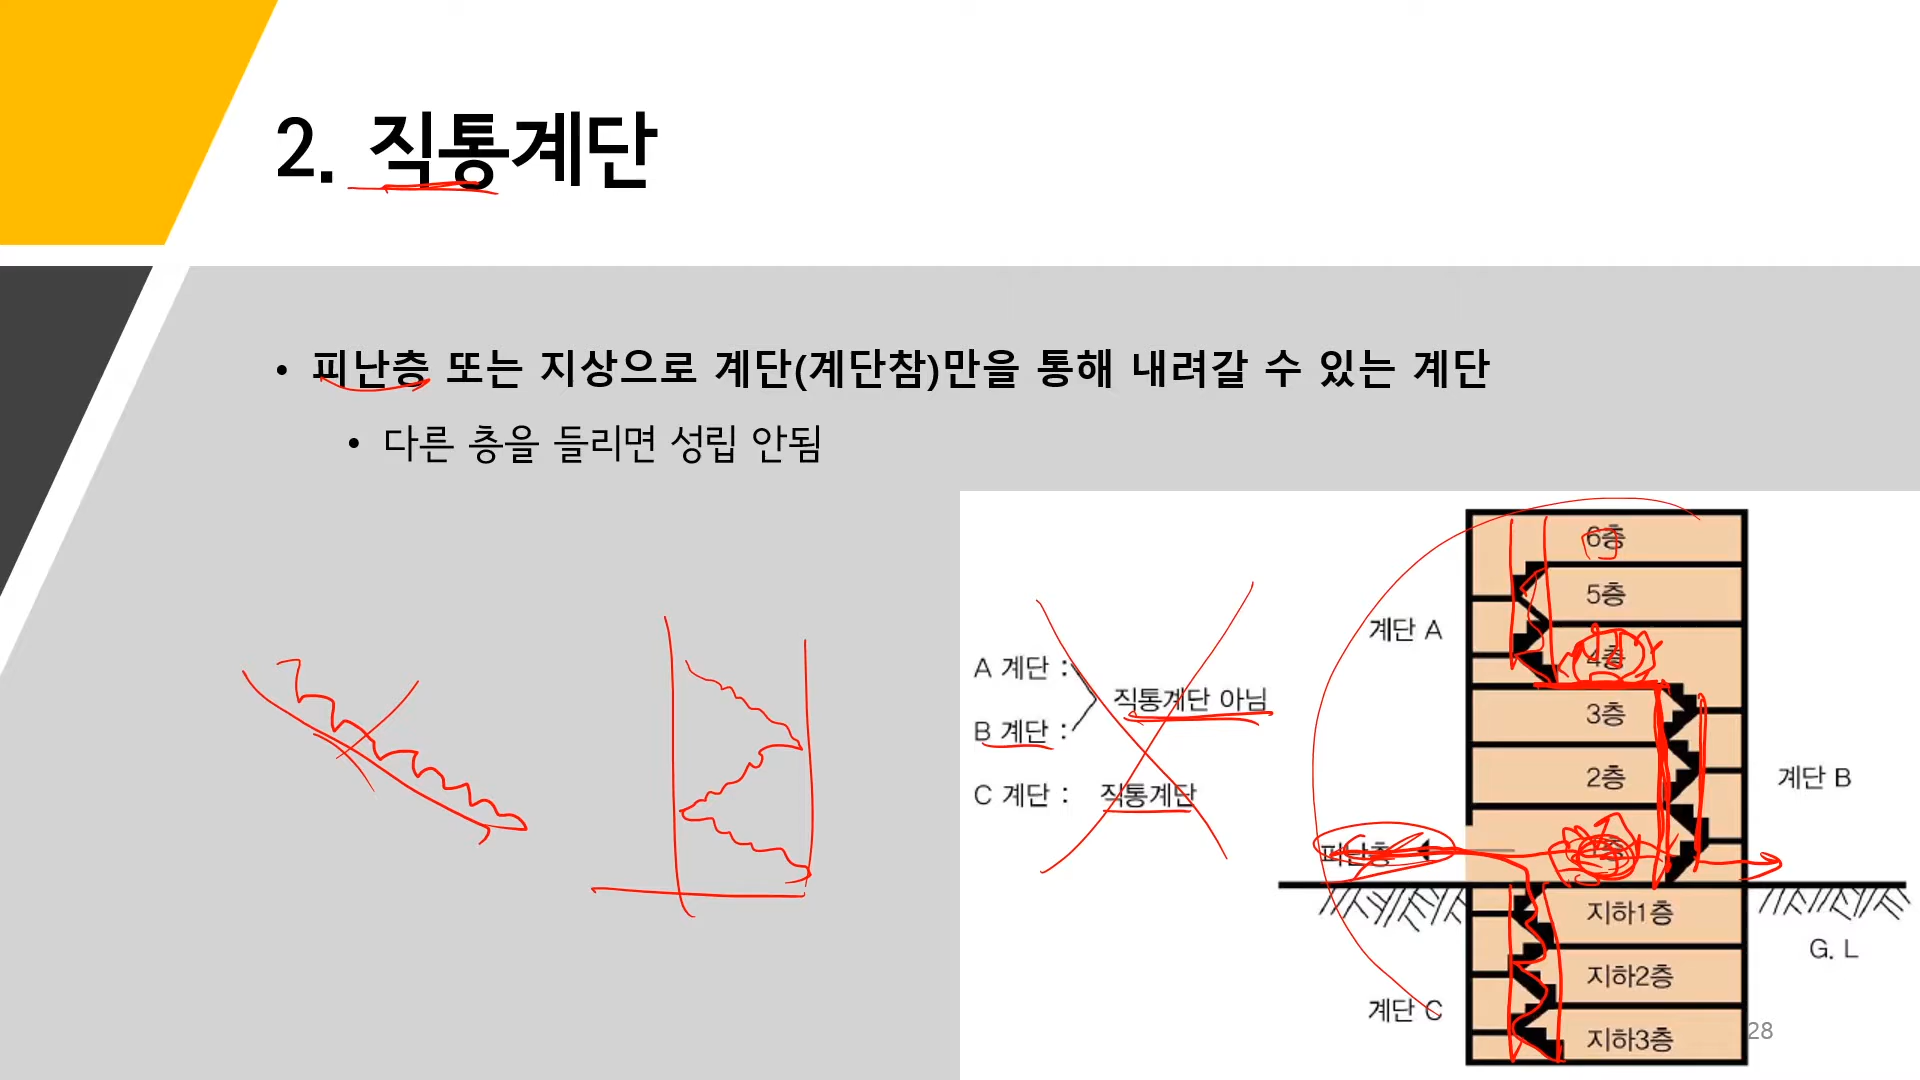 2. 직통계단
• 피난층 또는 지상으로 계단(계단참)만을 통해 내려갈 수 있는 계단
• 다른 층을 들리면 성립 안됨
A 계단 :
B 계단 :
직통계단 아님
C 계단 : 직통계단
계단 A
계단 B
계단 C
피난층
6층
5층
4층
3층
2층
지하1층
지하2층
지하3층
G. L
28